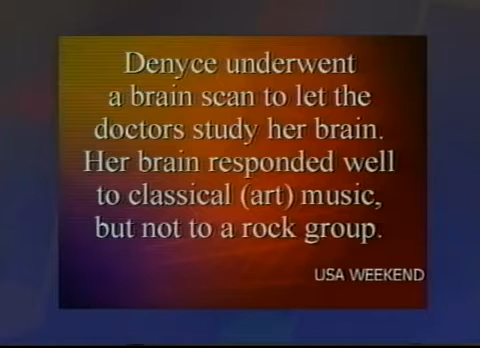 Denyce underwent
a brain scan to let the
doctors study her brain.
Her brain responded well
to classical (art) music,
but not to a rock group.
USA WEEKEND